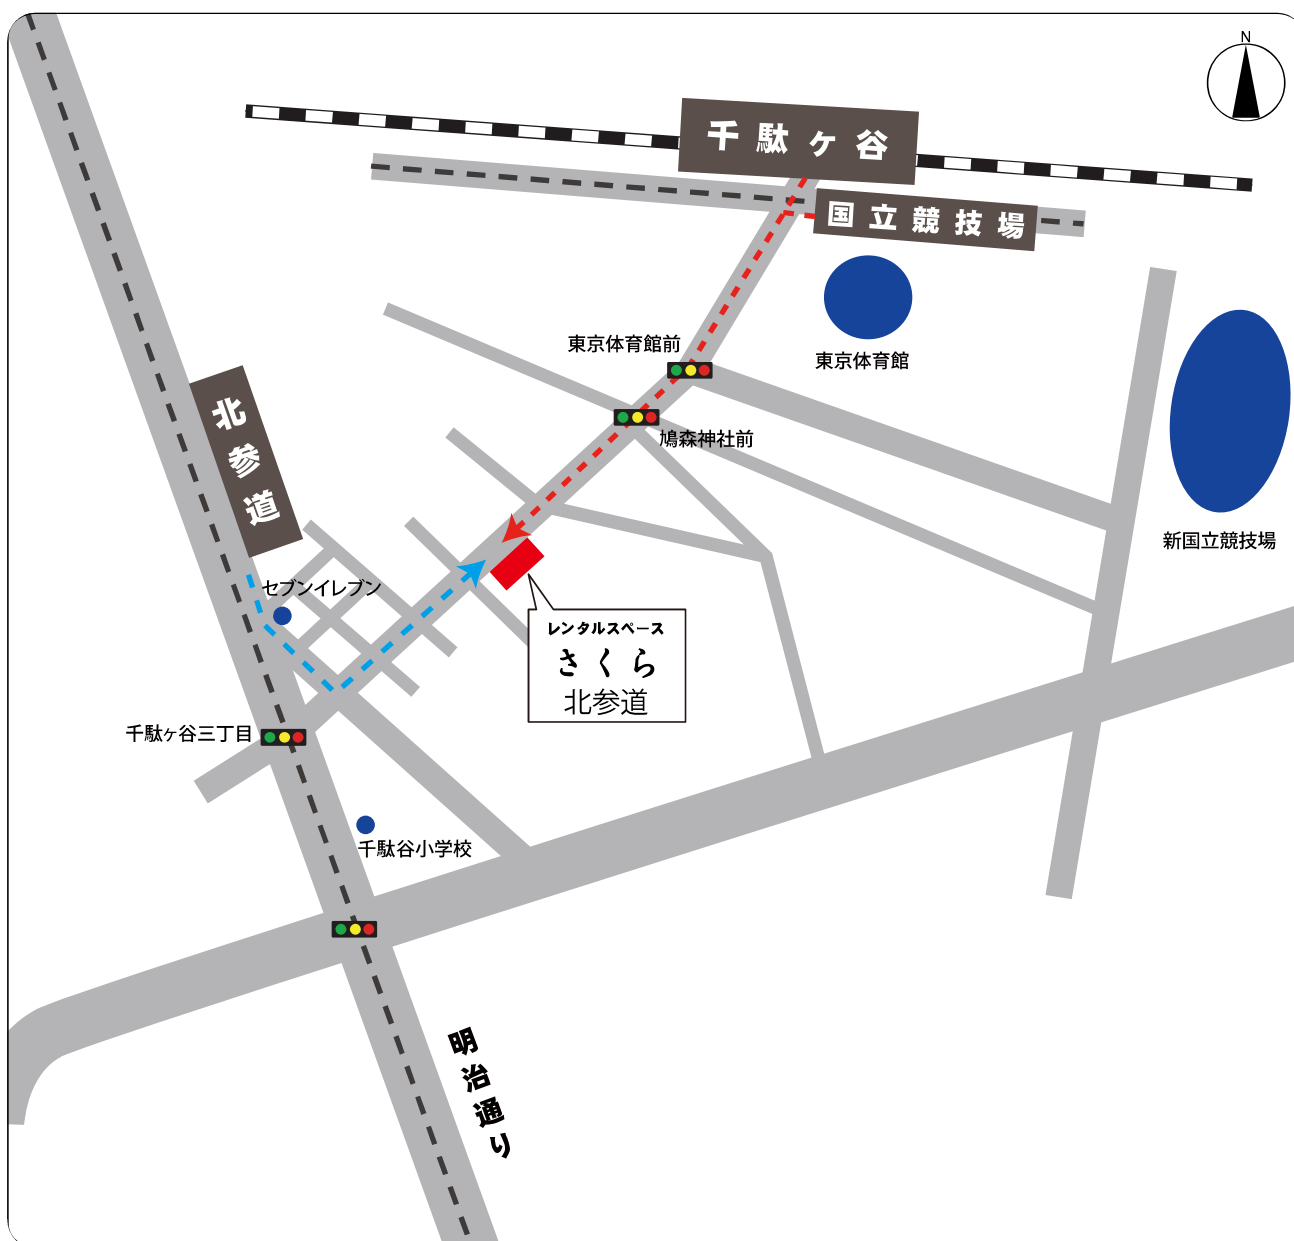 N
千駄ヶ谷
国立競技場
東京体育館前
東京体育館
北参道
鳩森神社前
新国立競技場
セブンイレブン
レンタルスペース
さくら
北参道
千駄ヶ谷三丁目
千駄谷小学校
明治通り